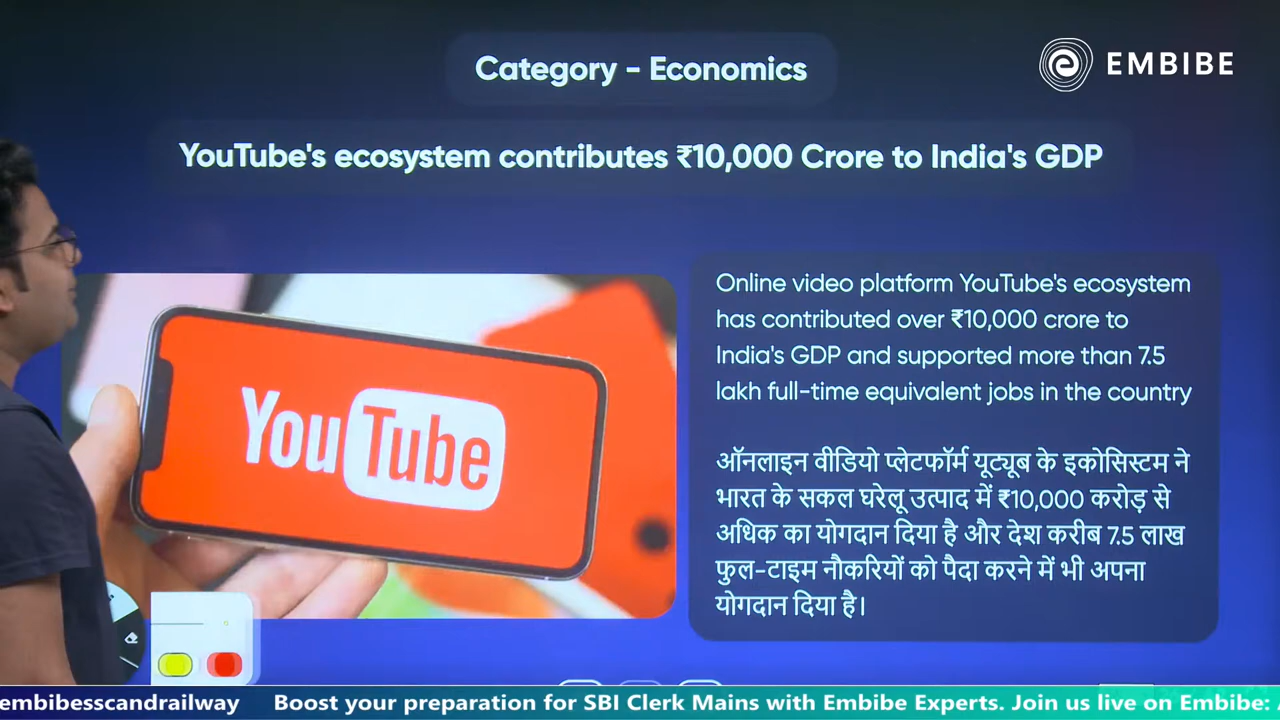 Category - Economics
EMBIBE
YouTube's ecosystem contributes ₹10,000 Crore to India's GDP
Online video platform YouTube's ecosystem
has contributed over ₹10,000 crore to
India's GDP and supported more than 7.5
lakh full-time equivalent jobs in the country
ऑनलाइन वीडियो प्लेटफॉर्म यूट्यूब के इकोसिस्टम ने
भारत के सकल घरेलू उत्पाद में ₹10,000 करोड़ से
अधिक का योगदान दिया है और देश करीब 7.5 लाख
फुल-टाइम नौकरियों को पैदा करने में भी अपना
योगदान दिया है।
YouTube
embibesscandrailway Boost your preparation for SBI Clerk Mains with Embibe Experts. Join us live on Embibe: